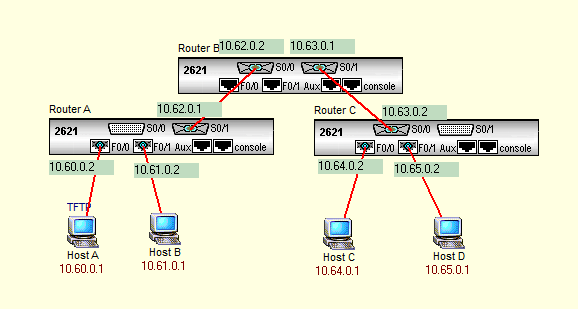 Router B 10.62.0.2 10.63.0.1
2621 S0/0 S0/1
F0/0 F0/1 Aux console
Router A 10.62.0.1
2621 S0/0 S0/1
F0/0 F0/1 Aux console
10.60.0.2 10.61.0.2
Router C 10.63.0.2
2621 S0/0 S0/1
F0/0 F0/1 Aux console
10.64.0.2 10.65.0.2
TFTP
Host A
10.60.0.1
Host B
10.61.0.1
Host C
10.64.0.1
Host D
10.65.0.1